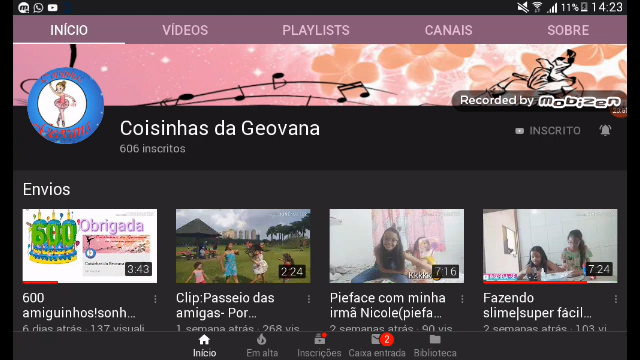 11% 14:23
INÍCIO VÍDEOS PLAYLISTS CANAIS SOBRE
Recorded by MOBIZEN
Coisinhas da Geovana
606 inscritos
INSCRITO
Envios
600
Obrigada
3:43
2:24
Kkkkk
7:16
7:24
600
amiguinhos!sonh…
6 dias atrás · 137 visuali
Clip:Passeio das
amigas- Por…
1 semana atrás · 268 vis
Pieface com minha
irmã Nicole(piefa…
2 semanas atrás · 90 vis
Fazendo
slime|super fácil…
2 semanas atrás · 103 vi
Início
Em alta
Inscrições
2
Caixa entrada
Biblioteca